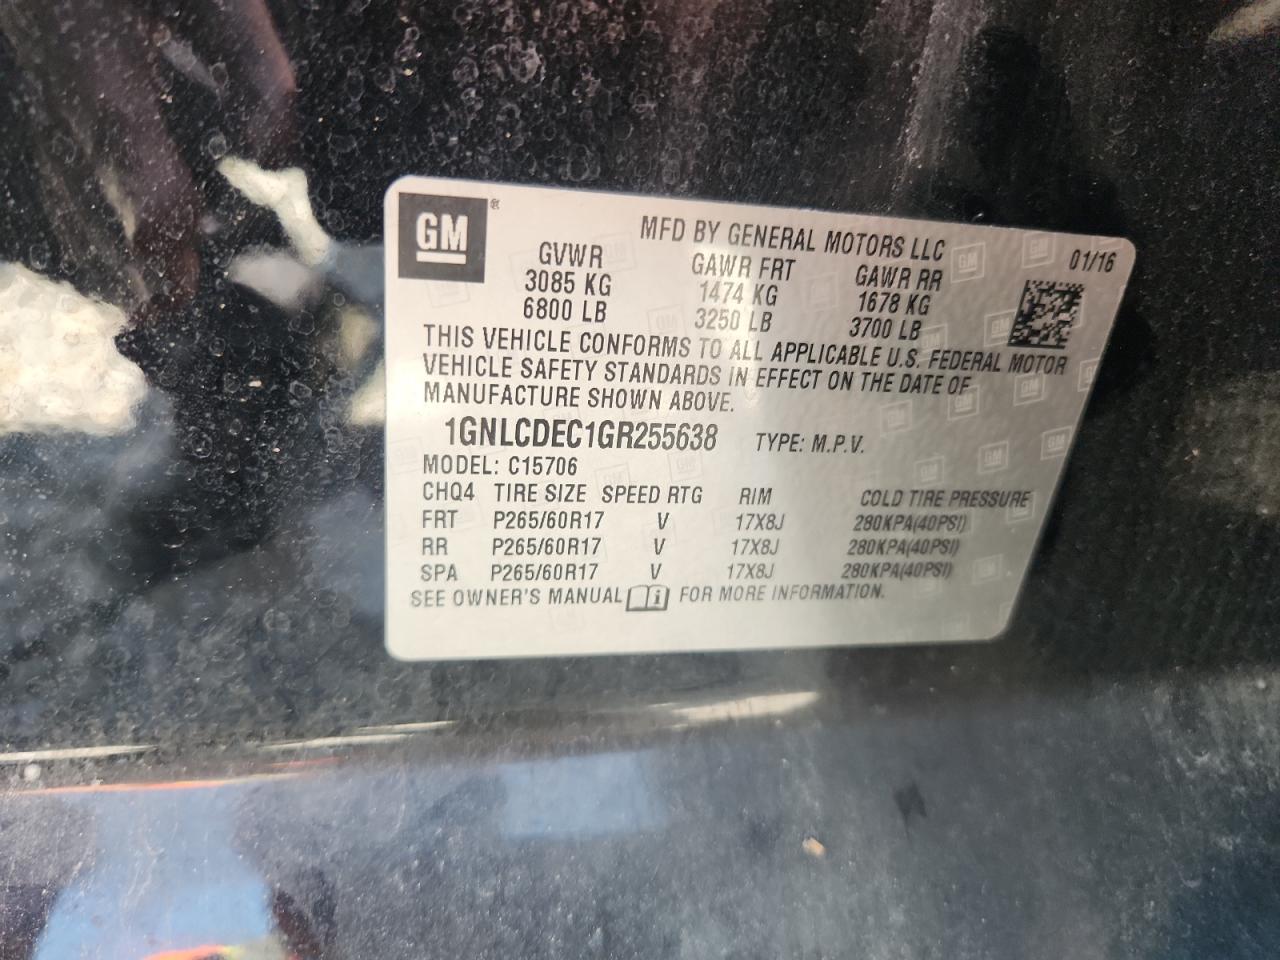 GM®
MFD BY GENERAL MOTORS LLC
01/16
GVWR GAWR FRT GAWR RR
3085 KG 1474 KG 1678 KG
6800 LB 3250 LB 3700 LB
THIS VEHICLE CONFORMS TO ALL APPLICABLE U.S. FEDERAL MOTOR
VEHICLE SAFETY STANDARDS IN EFFECT ON THE DATE OF
MANUFACTURE SHOWN ABOVE.
1GNLCDEC1GR255638 TYPE: M.P.V.
MODEL: C15706
CHQ4 TIRE SIZE SPEED RTG RIM COLD TIRE PRESSURE
FRT P265/60R17 V 17X8J 280KPA(40PSI)
RR P265/60R17 V 17X8J 280KPA(40PSI)
SPA P265/60R17 V 17X8J 280KPA(40PSI)
SEE OWNER'S MANUAL FOR MORE INFORMATION.